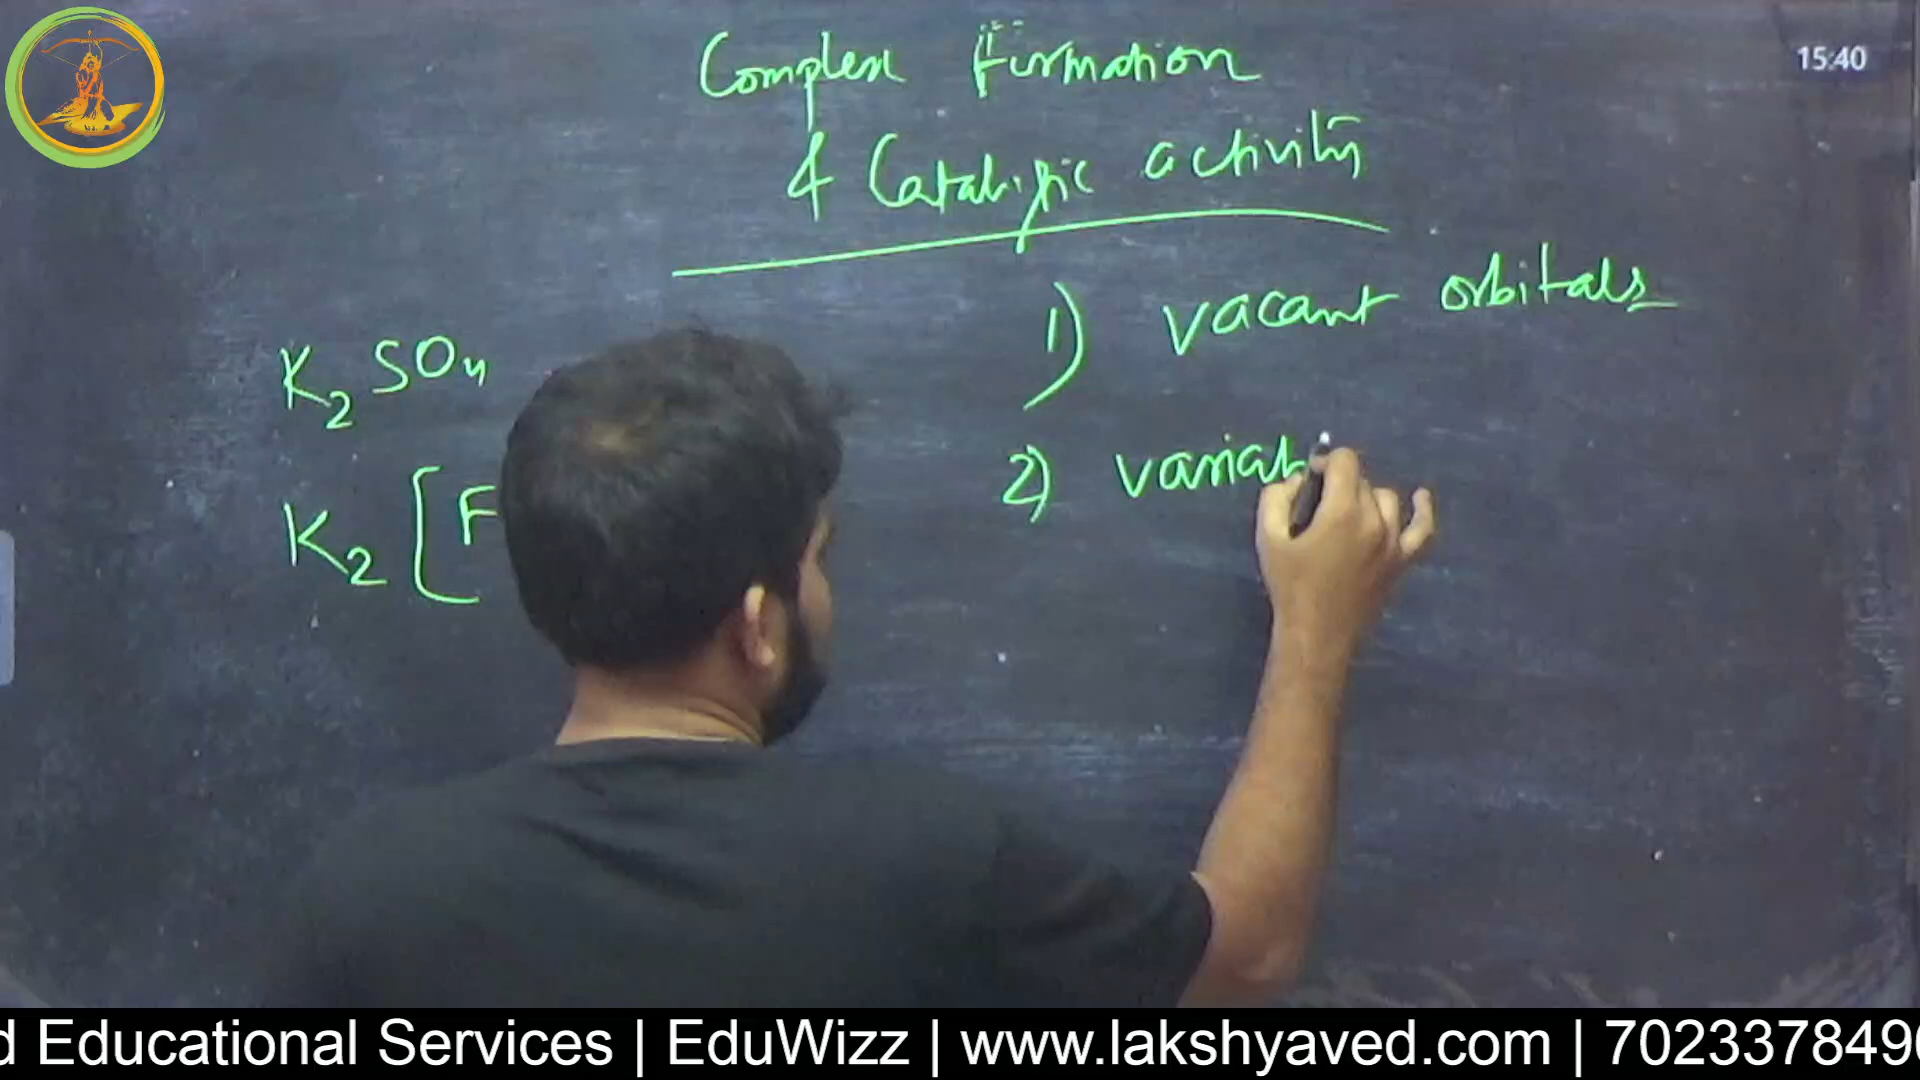 Complex Formation
& Catalytic activity
15:40
1) vacant orbitals
K2SO4
2) variab
K2[F
d Educational Services | EduWizz | www.lakshyaved.com | 702337849